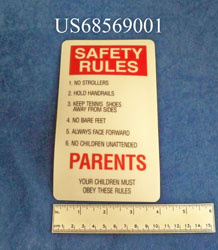 US68569001
SAFETY
RULES
1. NO STROLLERS
2. HOLD HANDRAILS
3. KEEP TENNIS SHOES
AWAY FROM SIDES
4. NO BARE FEET
5. ALWAYS FACE FORWARD
6. NO CHILDREN UNATTENDED
PARENTS
YOUR CHILDREN MUST
OBEY THESE RULES